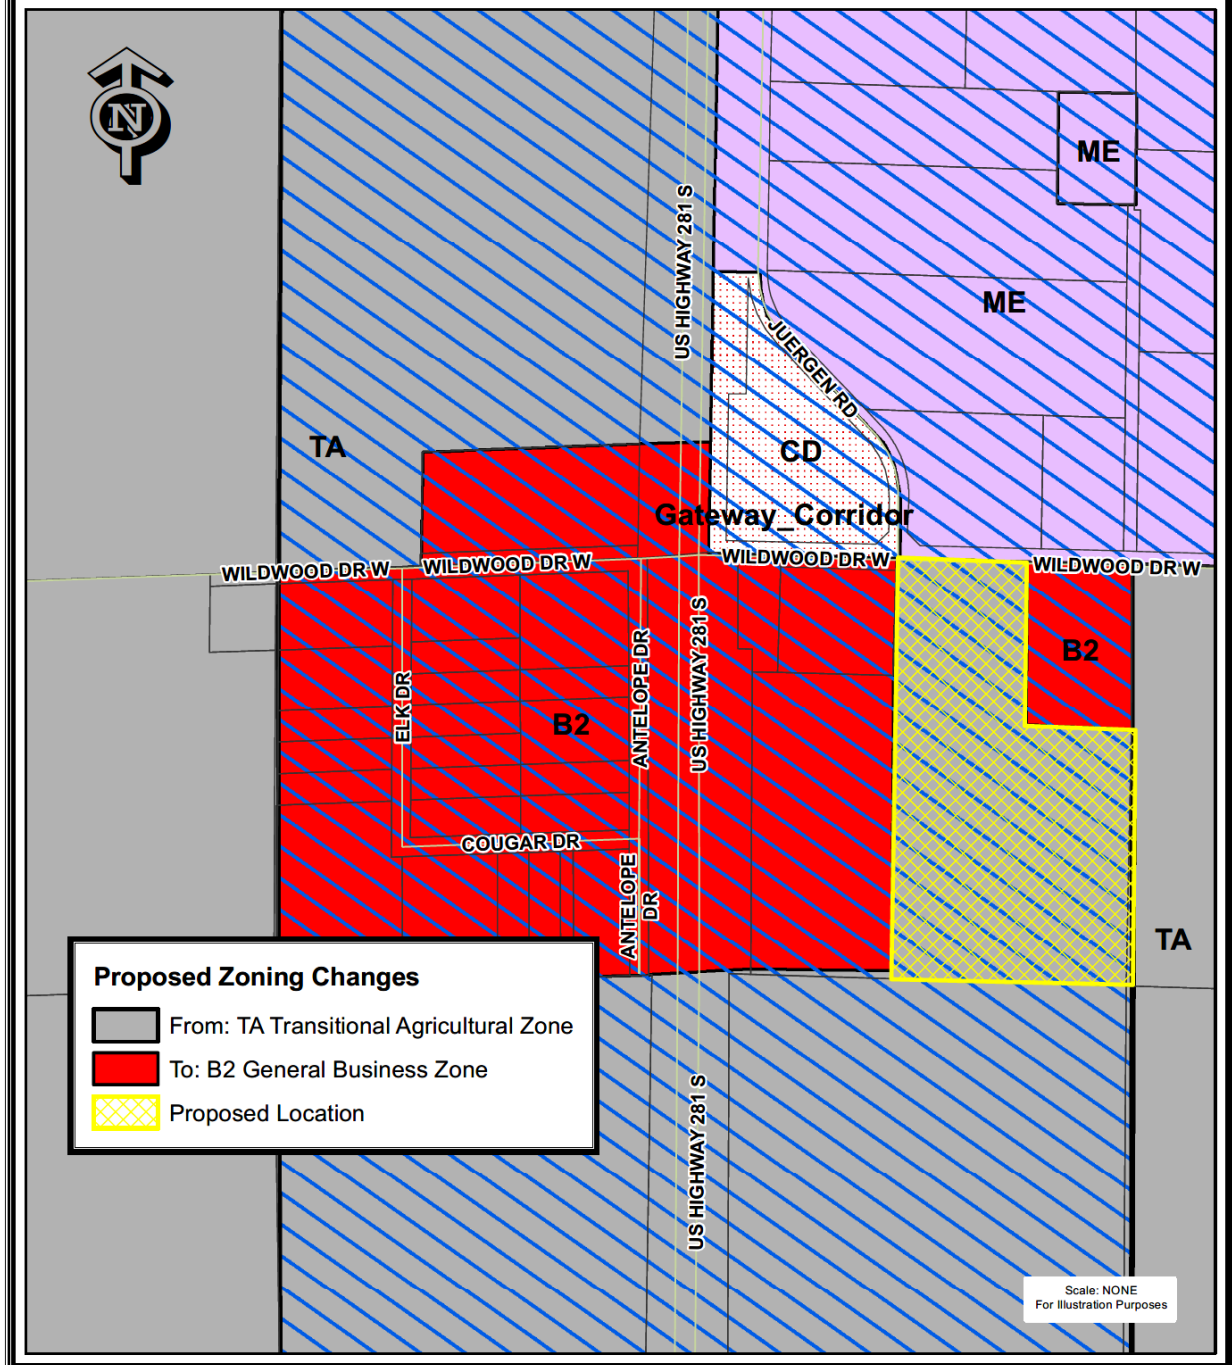 N
ME
US HIGHWAY 281 S
ME
JUERGEN RD
TA
CD
Gateway_Corridor
WILDWOOD DR W
WILDWOOD DR W
WILDWOOD DR W
WILDWOOD DR W
ELK DR
B2
ANTELOPE DR
US HIGHWAY 281 S
B2
COUGAR DR
ANTELOPE
DR
TA
Proposed Zoning Changes
From: TA Transitional Agricultural Zone
To: B2 General Business Zone
Proposed Location
US HIGHWAY 281 S
Scale: NONE
For Illustration Purposes